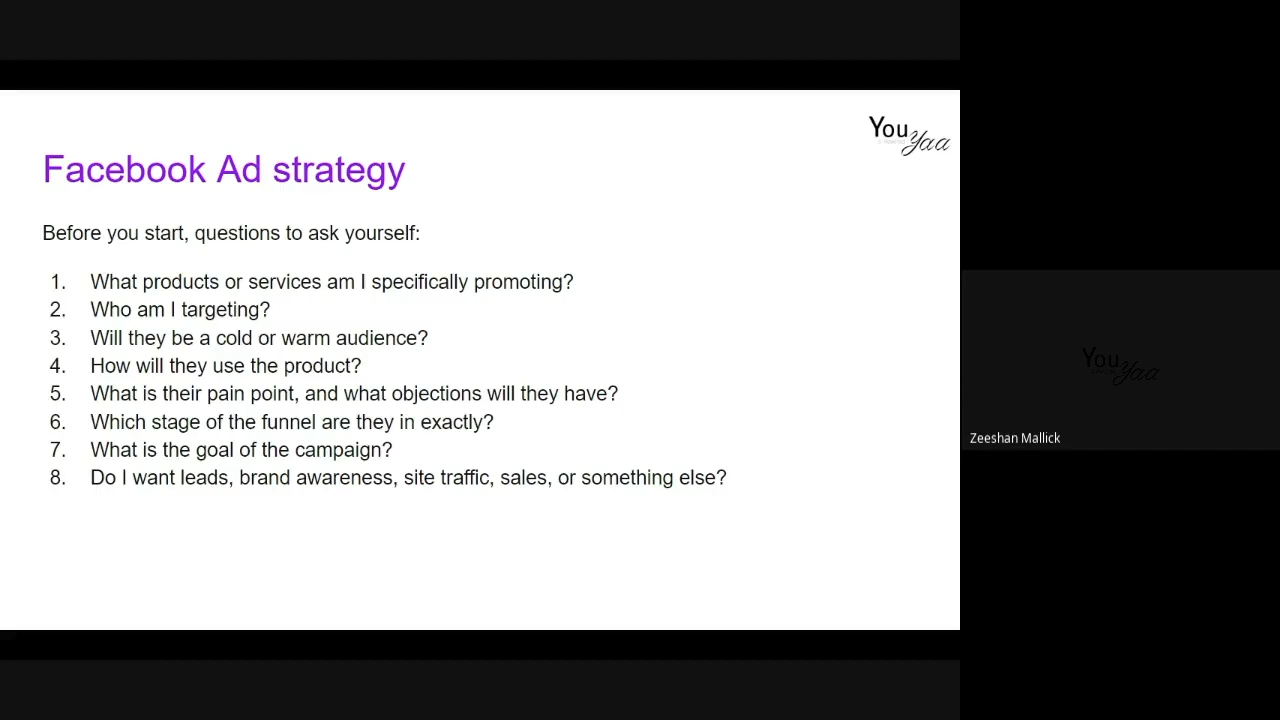 You
Yaa
Facebook Ad strategy
Before you start, questions to ask yourself:
1. What products or services am I specifically promoting?
2. Who am I targeting?
3. Will they be a cold or warm audience?
4. How will they use the product?
5. What is their pain point, and what objections will they have?
6. Which stage of the funnel are they in exactly?
7. What is the goal of the campaign?
8. Do I want leads, brand awareness, site traffic, sales, or something else?
You
Yaa
Zeeshan Mallick